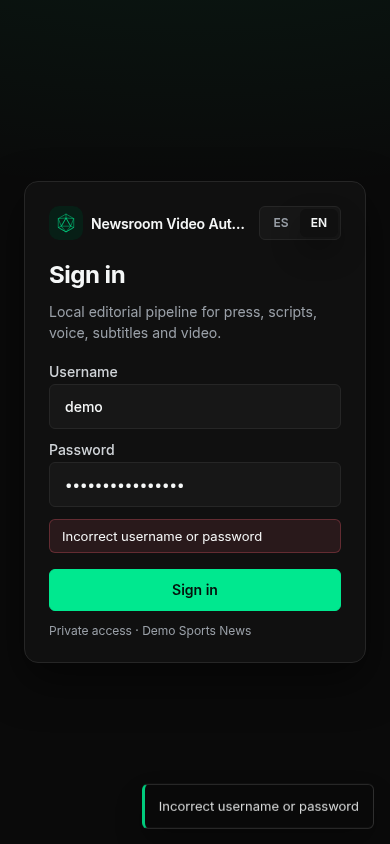 Newsroom Video Aut...
ES
EN
Sign in
Local editorial pipeline for press, scripts,
voice, subtitles and video.
Username
demo
Password
••••••••••••••••
Incorrect username or password
Sign in
Private access · Demo Sports News
Incorrect username or password